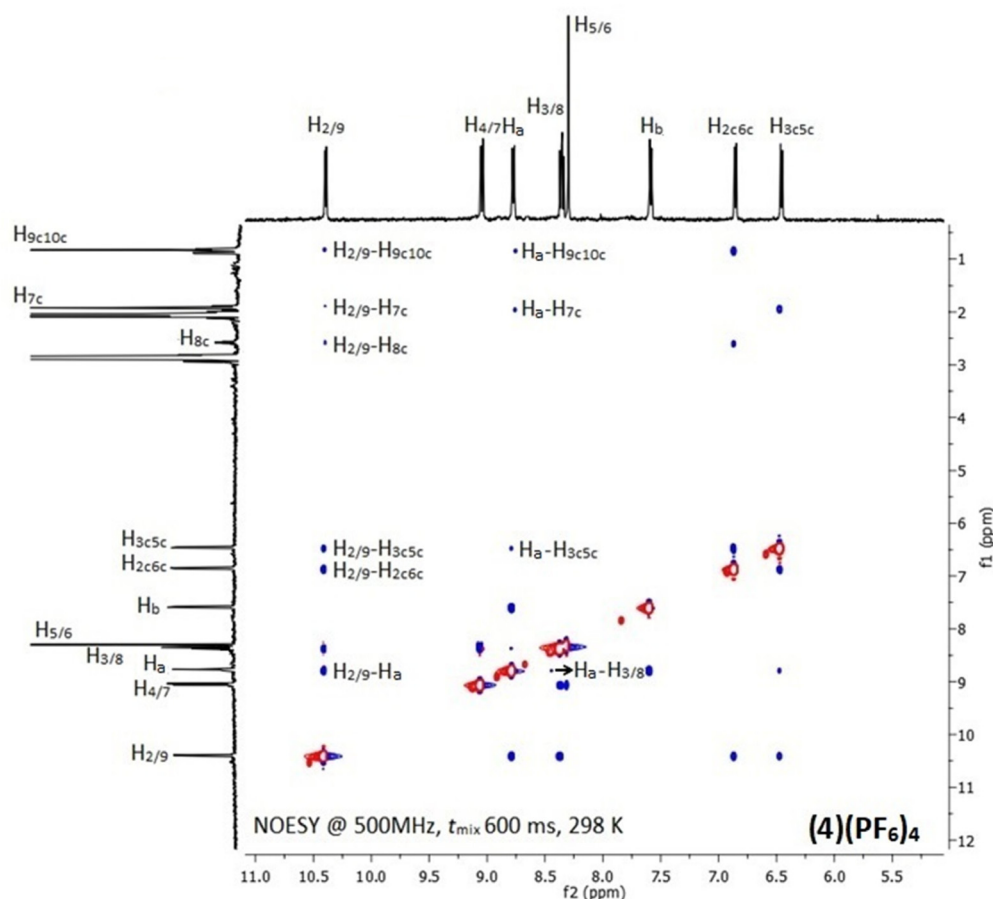 H5/6
H3/8
H2/9 H4/7 Ha Hb H2c6c H3c5c
H9c10c
H2/9-H9c10c Ha-H9c10c
H7c
H2/9-H7c Ha-H7c
H8c
H2/9-H8c
H3c5c
H2/9-H3c5c Ha-H3c5c
H2c6c
H2/9-H2c6c
Hb
H5/6
H3/8
Ha
H2/9-Ha Ha-H3/8
H4/7
H2/9
NOESY @ 500MHz, tmix 600 ms, 298 K (4)(PF6)4
1
2
3
4
5
6
7
8
9
10
11
12
f1 (ppm)
11.0 10.5 10.0 9.5 9.0 8.5 8.0 7.5 7.0 6.5 6.0 5.5
f2 (ppm)